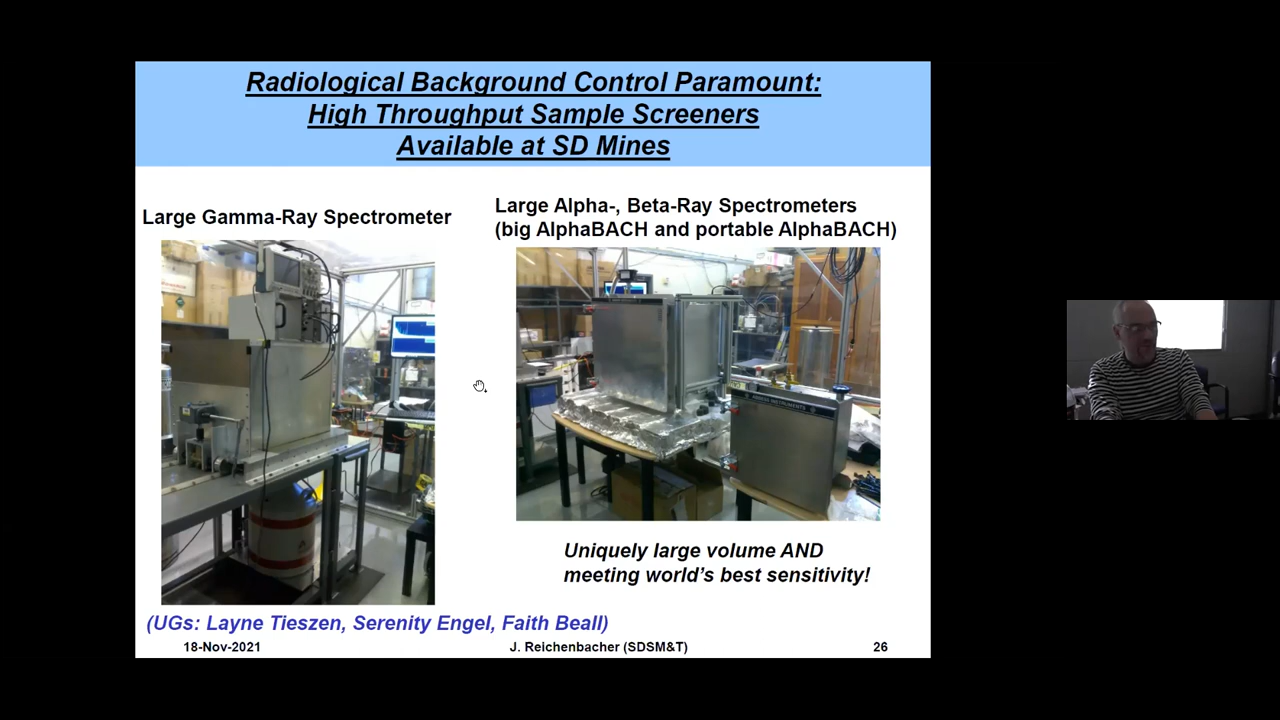 Radiological Background Control Paramount:
High Throughput Sample Screeners
Available at SD Mines
Large Gamma-Ray Spectrometer
Large Alpha-, Beta-Ray Spectrometers
(big AlphaBACH and portable AlphaBACH)
Uniquely large volume AND
meeting world's best sensitivity!
(UGs: Layne Tieszen, Serenity Engel, Faith Beall)
18-Nov-2021
J. Reichenbacher (SDSM&T)
26